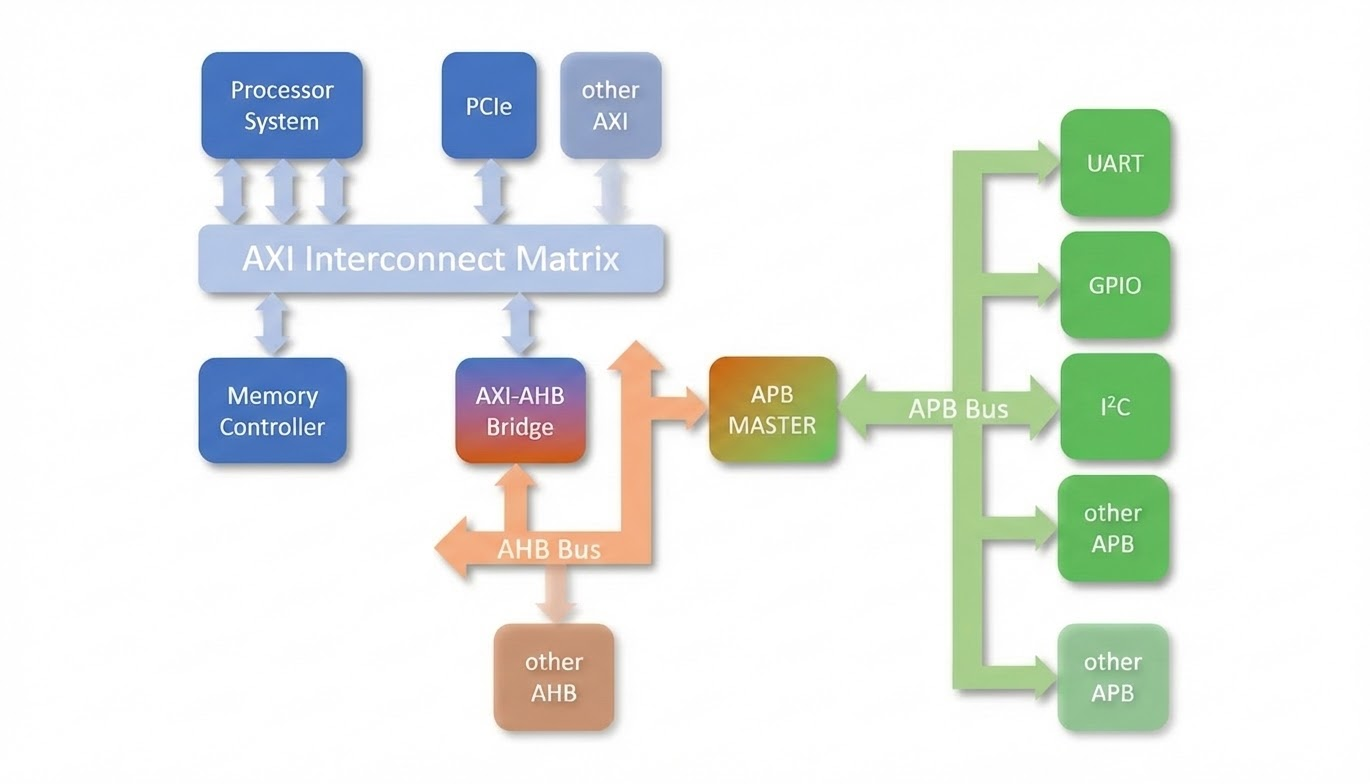 Processor
System
PCIe
other
AXI
AXI Interconnect Matrix
Memory
Controller
AXI-AHB
Bridge
AHB Bus
other
AHB
APB
MASTER
APB Bus
UART
GPIO
I²C
other
APB
other
APB